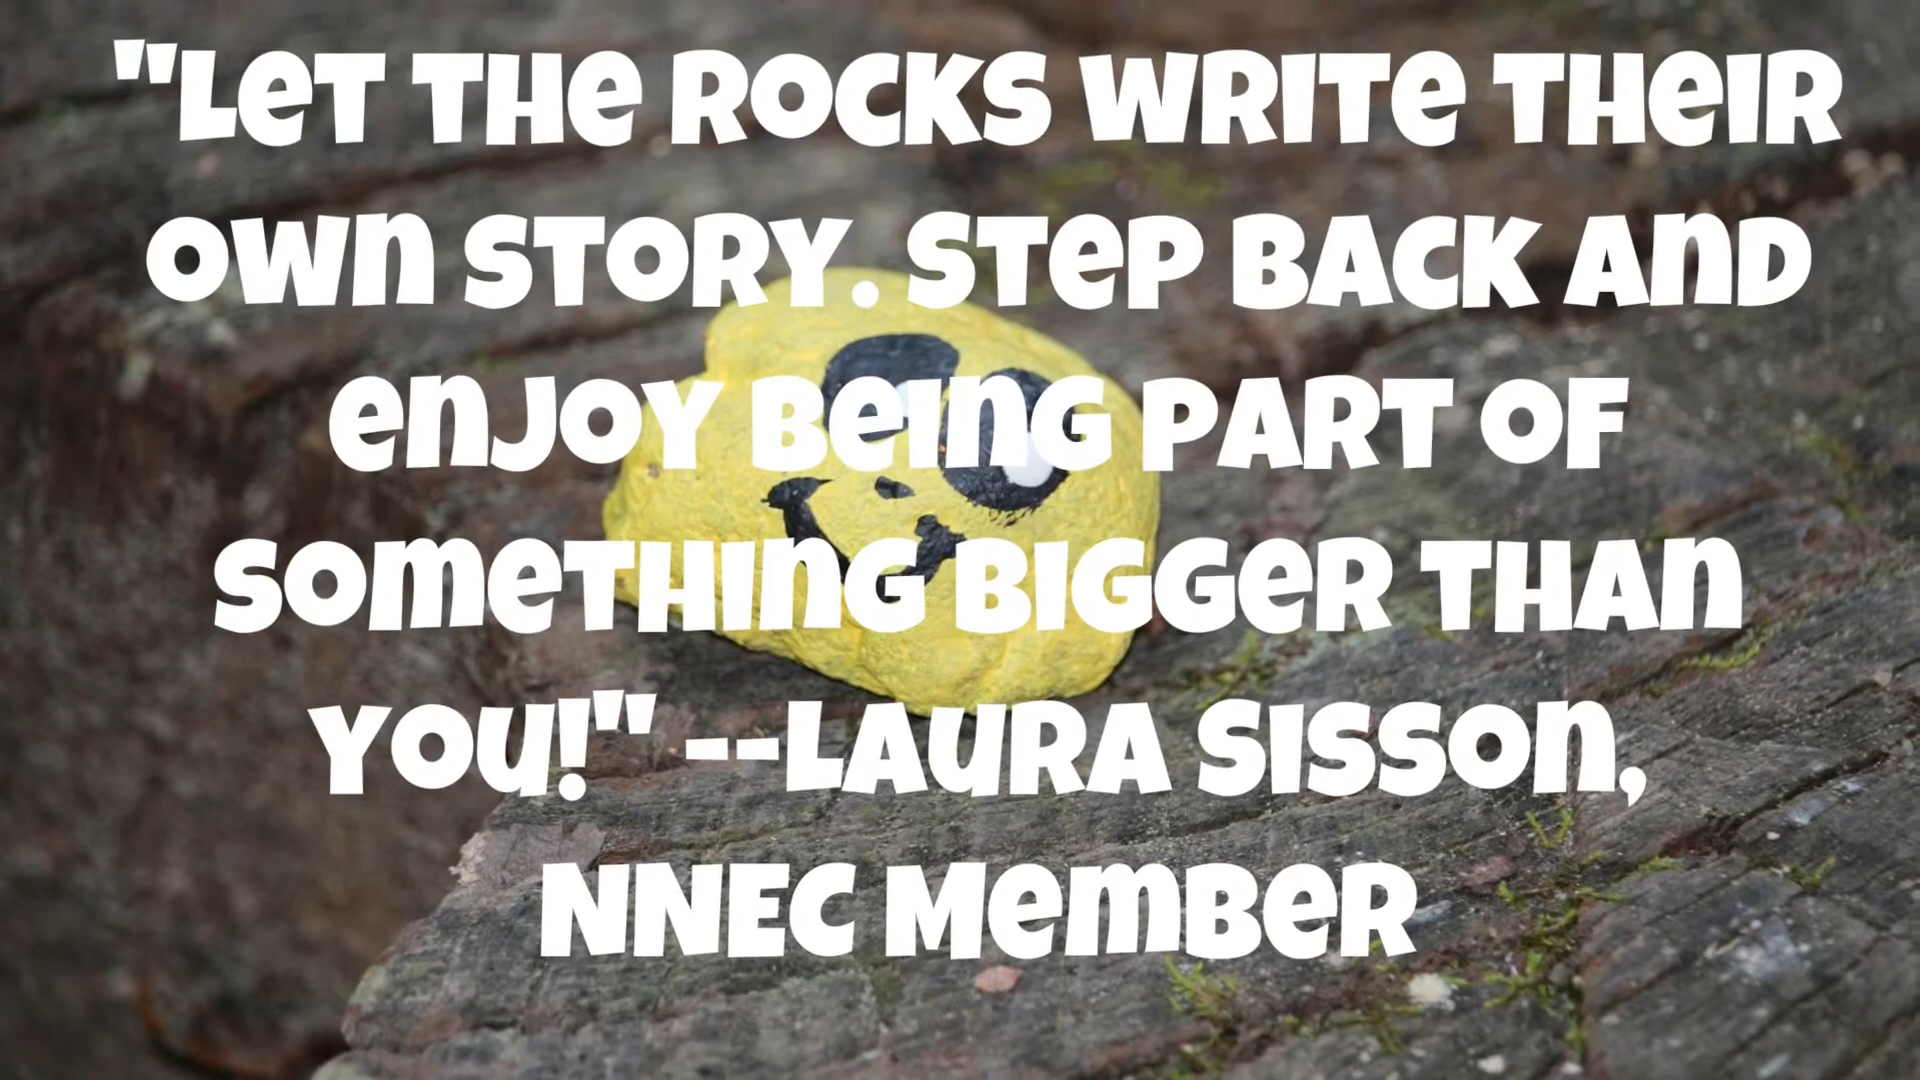 "Let the rocks write their
own story. Step back and
enjoy being part of
something bigger than
you!" --Laura Sisson,
NNEC Member